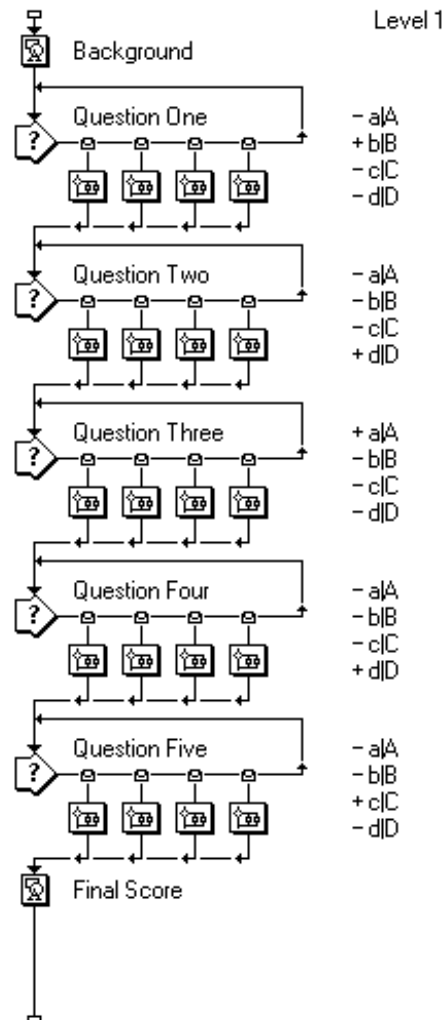 Level 1
Background
Question One
- a|A
+ b|B
- c|C
- d|D
?
Question Two
- a|A
- b|B
- c|C
+ d|D
?
Question Three
+ a|A
- b|B
- c|C
- d|D
?
Question Four
- a|A
- b|B
- c|C
+ d|D
?
Question Five
- a|A
- b|B
+ c|C
- d|D
?
Final Score